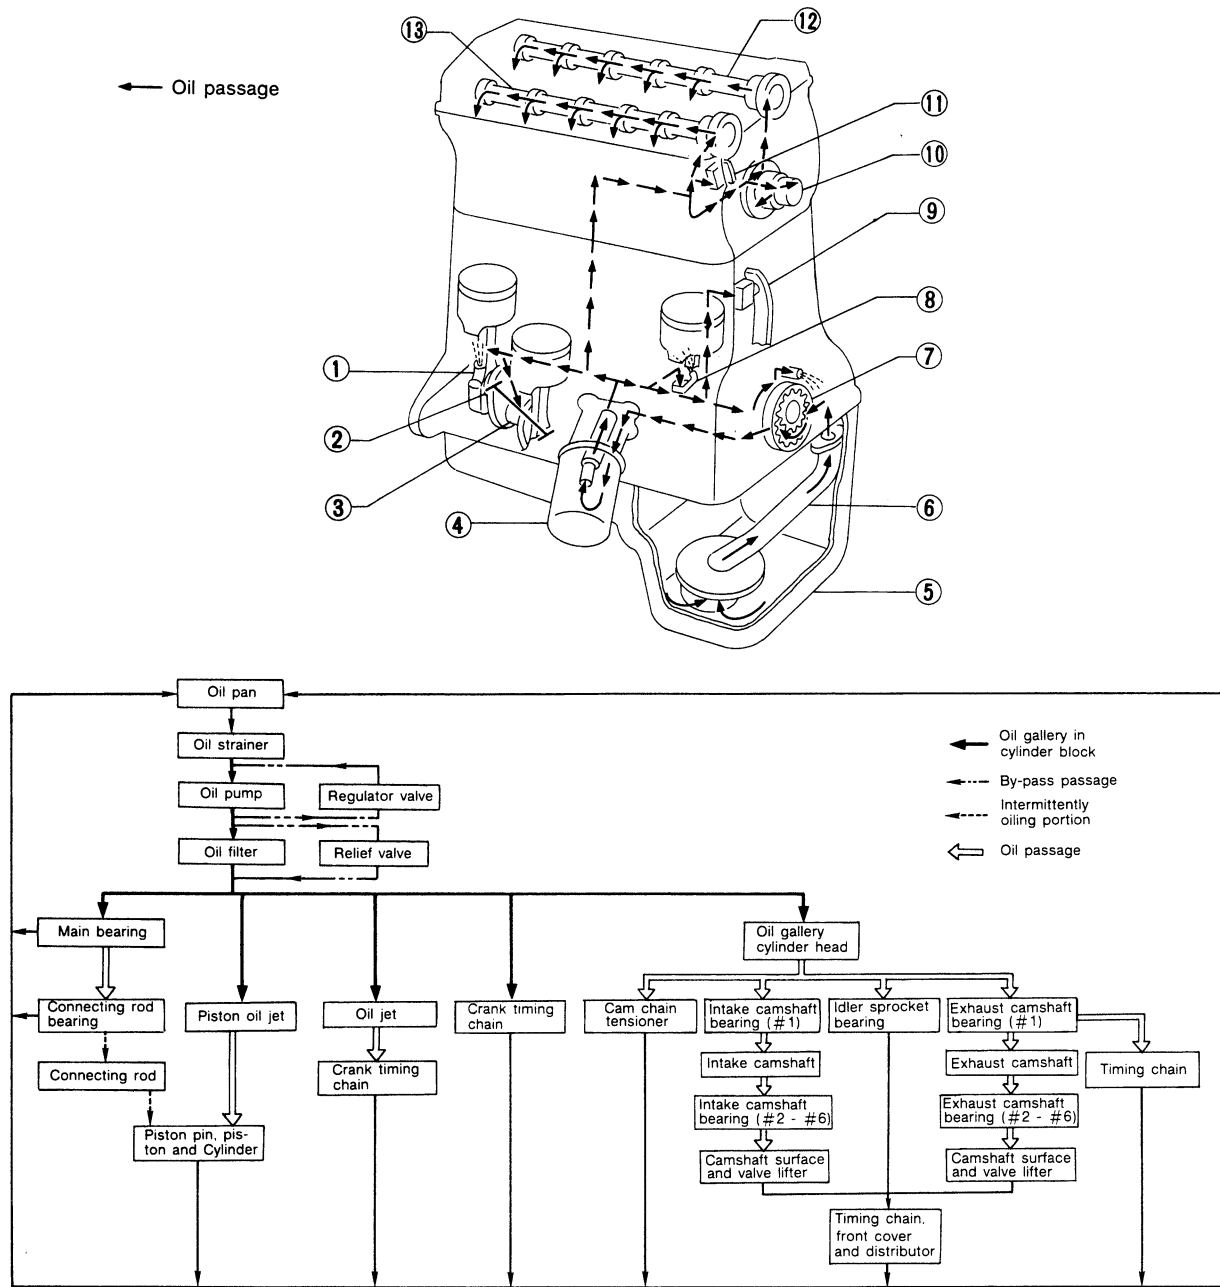 13
12
Oil passage
11
10
9
8
1
7
2
3
4
6
5
Oil pan
Oil strainer
Oil pump
Regulator valve
Oil filter
Relief valve
Oil gallery in
cylinder block
By-pass passage
Intermittently
oiling portion
Oil passage
Main bearing
Oil gallery
cylinder head
Connecting rod
bearing
Piston oil jet
Oil jet
Crank timing
chain
Cam chain
tensioner
Intake camshaft
bearing (#1)
Idler sprocket
bearing
Exhaust camshaft
bearing (#1)
Connecting rod
Crank timing
chain
Intake camshaft
Exhaust camshaft
Timing chain
Intake camshaft
bearing (#2 - #6)
Exhaust camshaft
bearing (#2 - #6)
Piston pin, pis-
ton and Cylinder
Camshaft surface
and valve lifter
Camshaft surface
and valve lifter
Timing chain.
front cover
and distributor